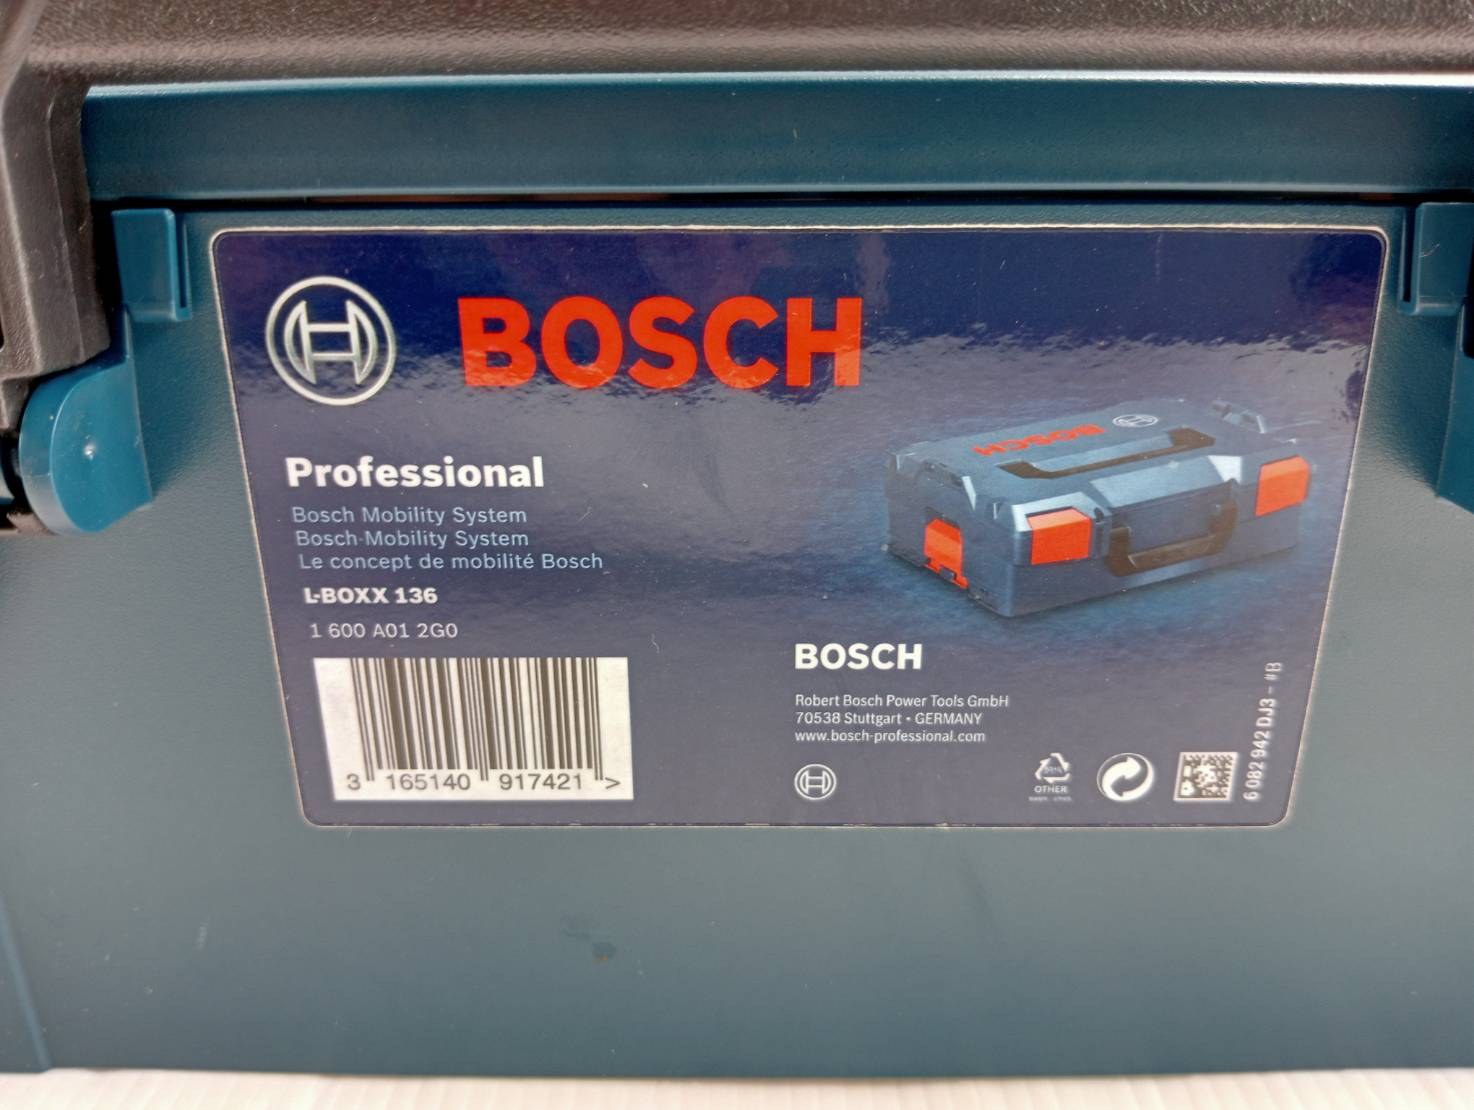 BOSCH
Professional
Bosch Mobility System
Bosch-Mobility System
Le concept de mobilité Bosch
L-BOXX 136
1 600 A01 2G0
3 165140 917421 >
BOSCH
BOSCH
Robert Bosch Power Tools GmbH
70538 Stuttgart • GERMANY
www.bosch-professional.com
OTHER
6 082 942 DJ3 - #B